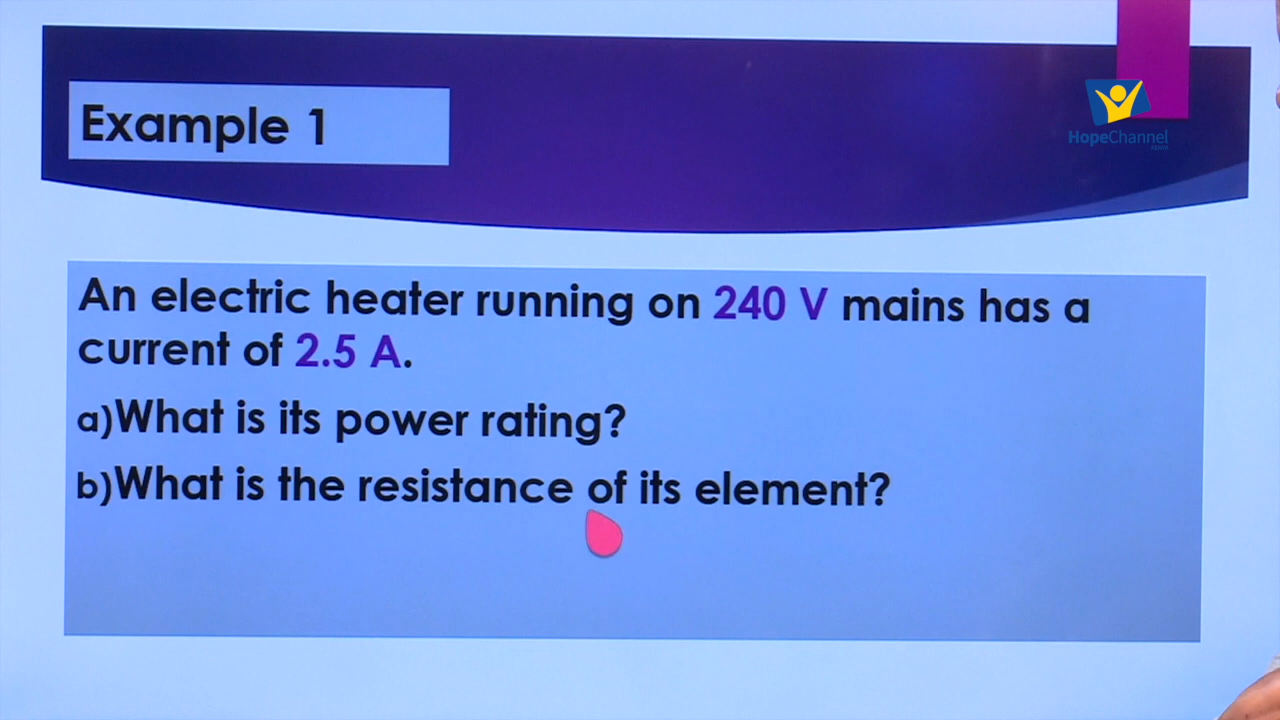 Example 1
HopeChannel
An electric heater running on 240 V mains has a
current of 2.5 A.
a)What is its power rating?
b)What is the resistance of its element?